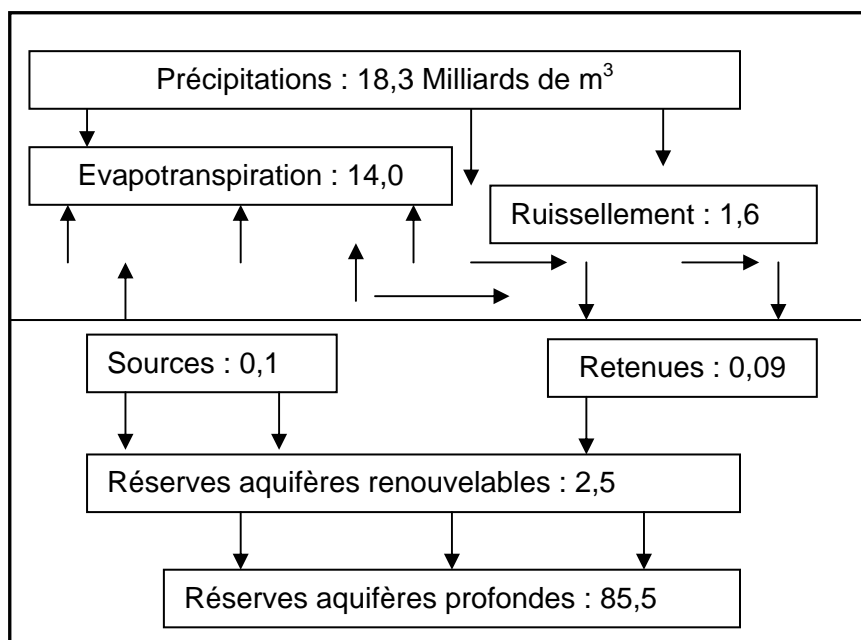 Précipitations : 18,3 Milliards de m³
Evapotranspiration : 14,0
Ruissellement : 1,6
Sources : 0,1
Retenues : 0,09
Réserves aquifères renouvelables : 2,5
Réserves aquifères profondes : 85,5